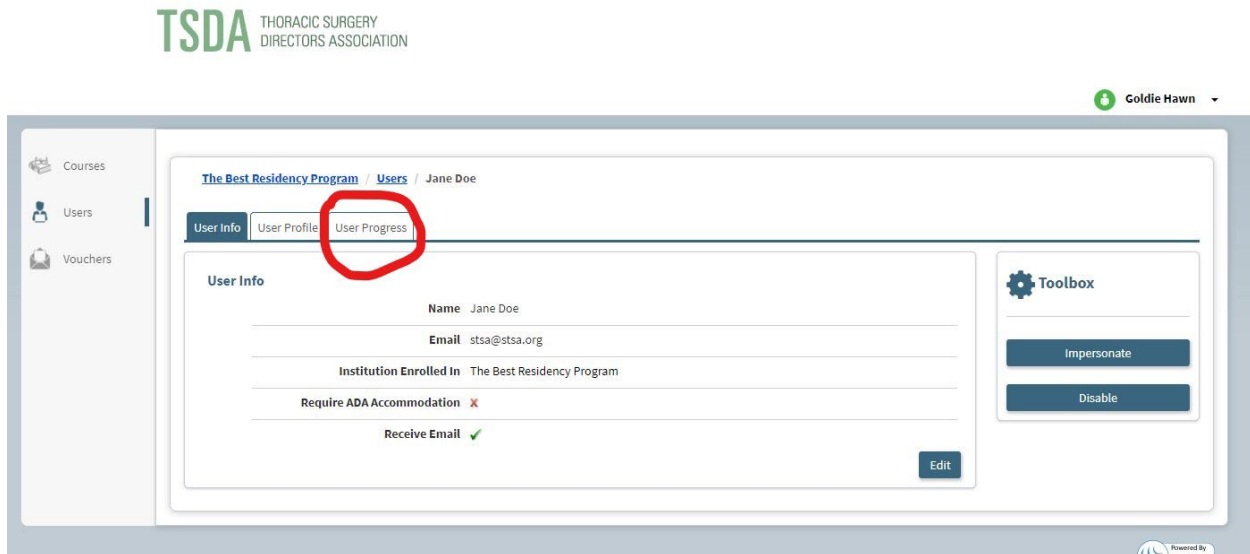 TSDA THORACIC SURGERY
DIRECTORS ASSOCIATION
Goldie Hawn
Courses
Users
Vouchers
The Best Residency Program / Users / Jane Doe
User Info User Profile User Progress
User Info
Name Jane Doe
Email stsa@stsa.org
Institution Enrolled In The Best Residency Program
Require ADA Accommodation
Receive Email
Edit
Toolbox
Impersonate
Disable
Powered By